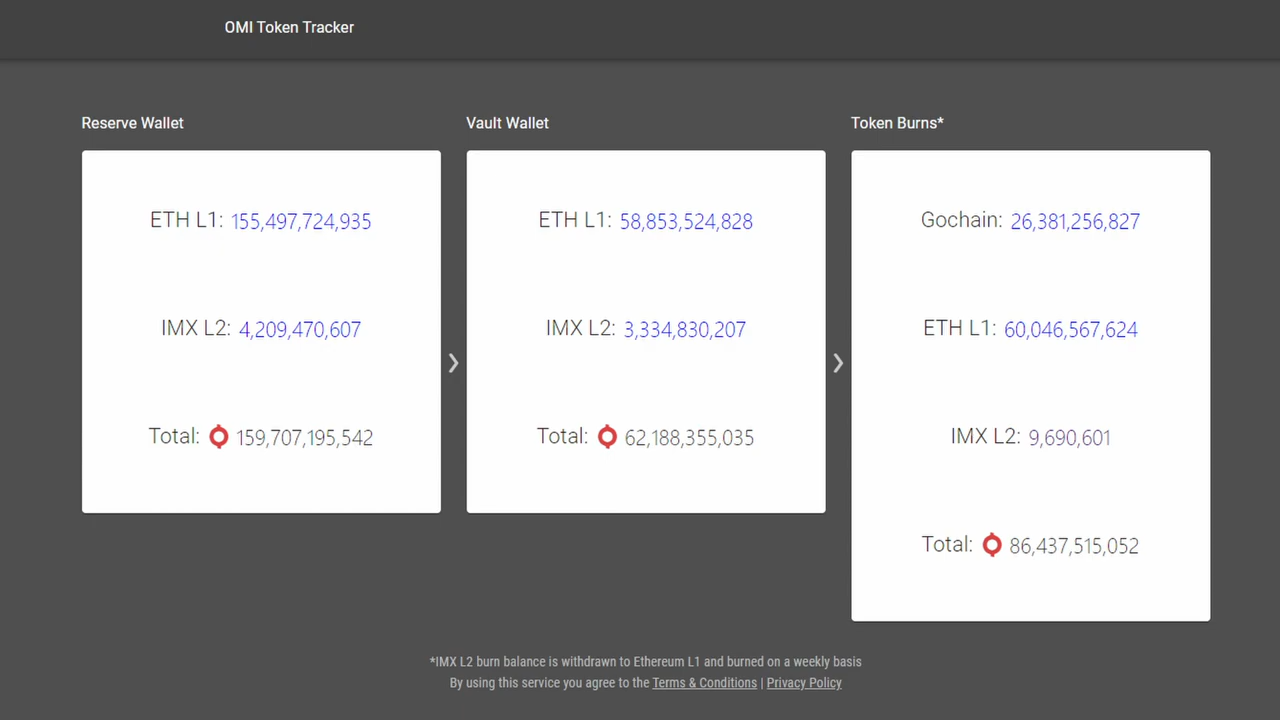 OMI Token Tracker
Reserve Wallet
ETH L1: 155,497,724,935
IMX L2: 4,209,470,607
Total: 159,707,195,542
Vault Wallet
ETH L1: 58,853,524,828
IMX L2: 3,334,830,207
Total: 62,188,355,035
Token Burns*
Gochain: 26,381,256,827
ETH L1: 60,046,567,624
IMX L2: 9,690,601
Total: 86,437,515,052
*IMX L2 burn balance is withdrawn to Ethereum L1 and burned on a weekly basis
By using this service you agree to the Terms & Conditions | Privacy Policy